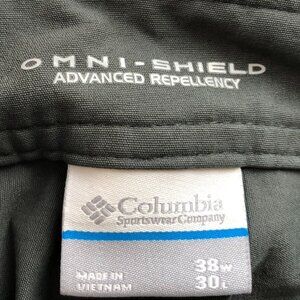 OMNI-SHIELD
ADVANCED REPELLENCY
Columbia
Sportswear Company
38W
30L
MADE IN
VIETNAM